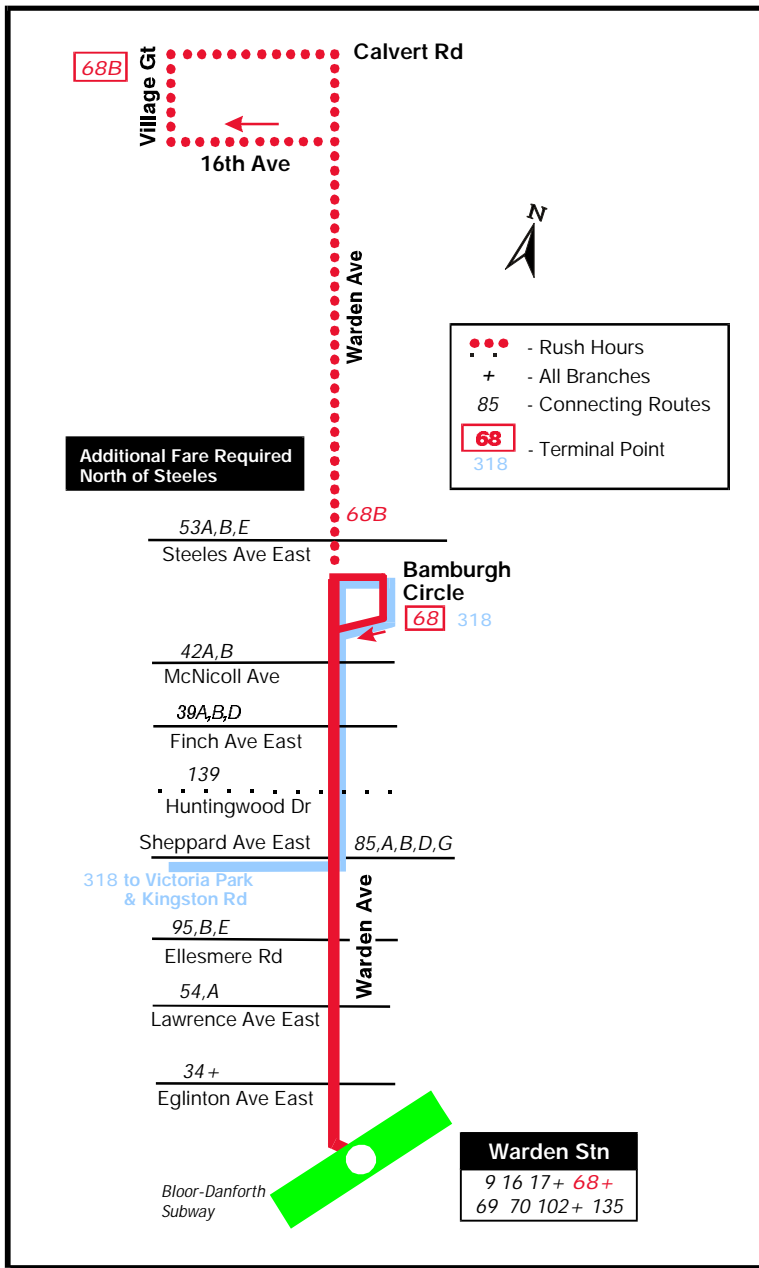 68B
Village Gt
Calvert Rd
16th Ave
N
Warden Ave
- Rush Hours
+ - All Branches
85 - Connecting Routes
68
318
- Terminal Point
Additional Fare Required
North of Steeles
68B
53A,B,E
Steeles Ave East
Bamburgh
Circle
68 318
42A,B
McNicoll Ave
39A,B,D
Finch Ave East
139
Huntingwood Dr
Sheppard Ave East
85,A,B,D,G
318 to Victoria Park
& Kingston Rd
Warden Ave
95,B,E
Ellesmere Rd
54,A
Lawrence Ave East
34+
Eglinton Ave East
Bloor-Danforth
Subway
Warden Stn
9 16 17+ 68+
69 70 102+ 135